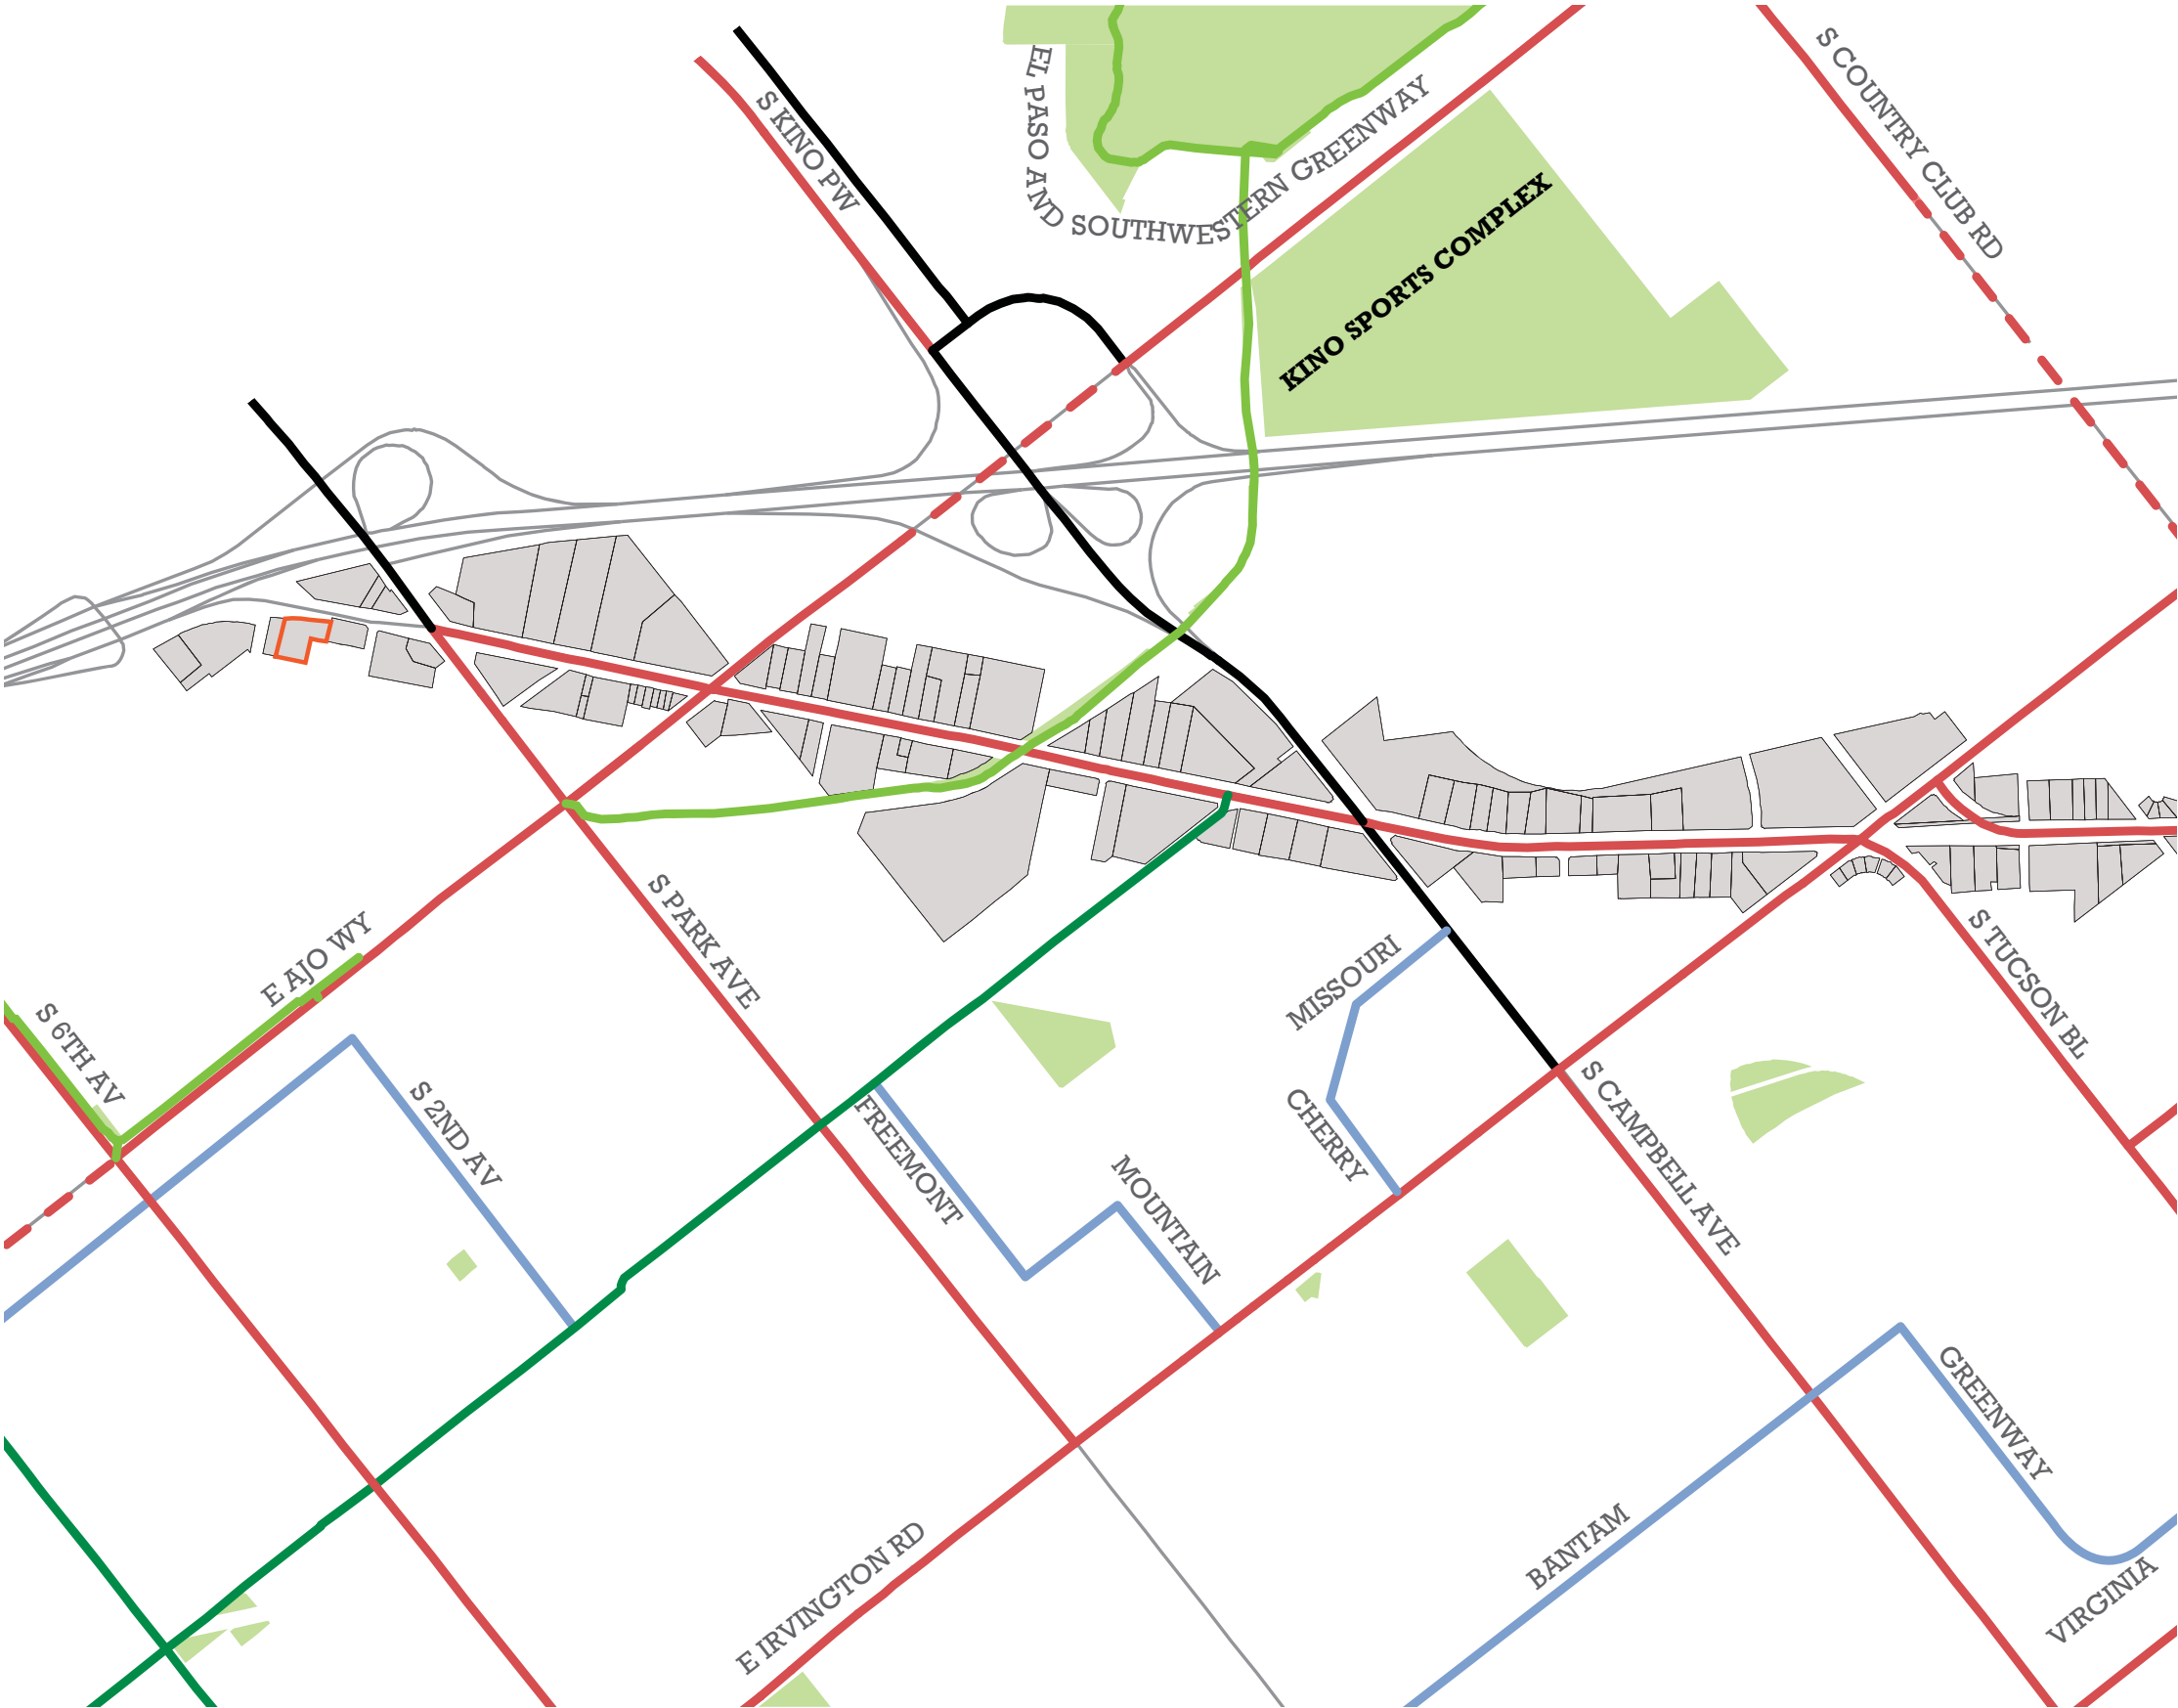 S COUNTRY CLUB RD
EL PASO AND SOUTHWESTERN GREENWAY
S KINO PW
KINO SPORTS COMPLEX
S PARK AVE
E AJO WY
S 6TH AV
S 2ND AV
MISSOURI
S TUCSON BL
CHERRY
FREEMONT
MOUNTAIN
S CAMPBELL AVE
GREENWAY
BANTAM
E IRVINGTON RD
VIRGINIA